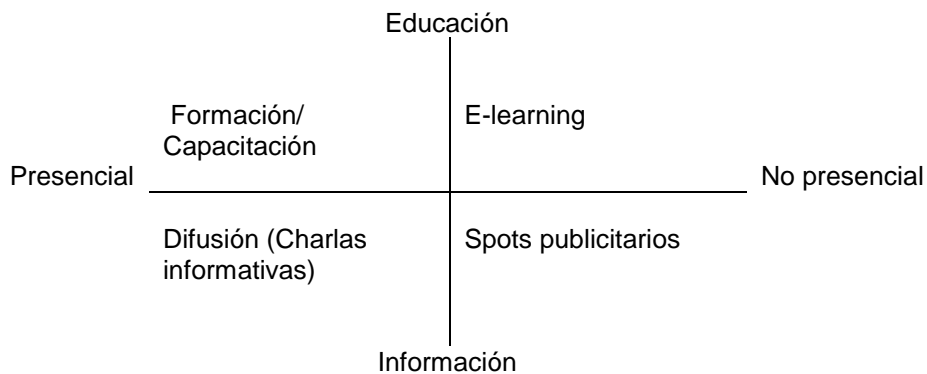 Educación
Formación/
Capacitación
E-learning
Presencial
No presencial
Difusión (Charlas
informativas)
Spots publicitarios
Información